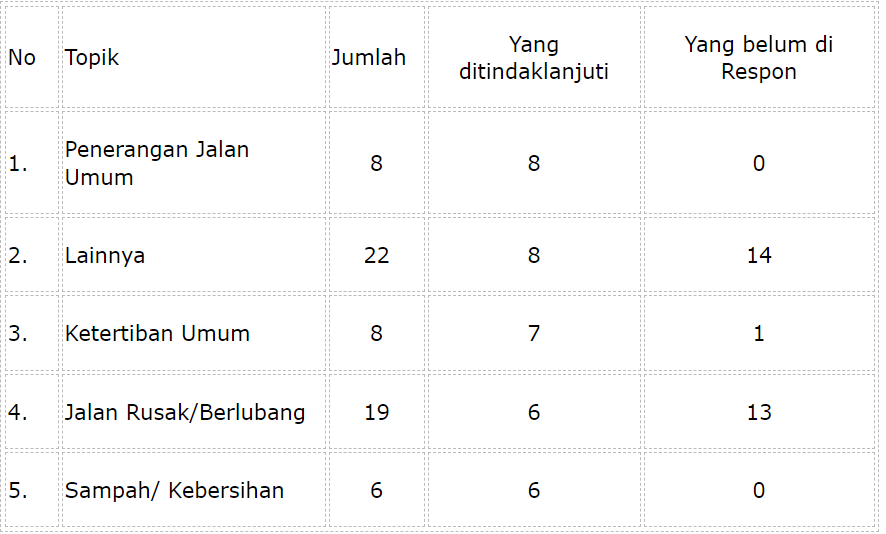 No Topik Jumlah Yang ditindaklanjuti Yang belum di Respon
1. Penerangan Jalan Umum 8 8 0
2. Lainnya 22 8 14
3. Ketertiban Umum 8 7 1
4. Jalan Rusak/Berlubang 19 6 13
5. Sampah/ Kebersihan 6 6 0